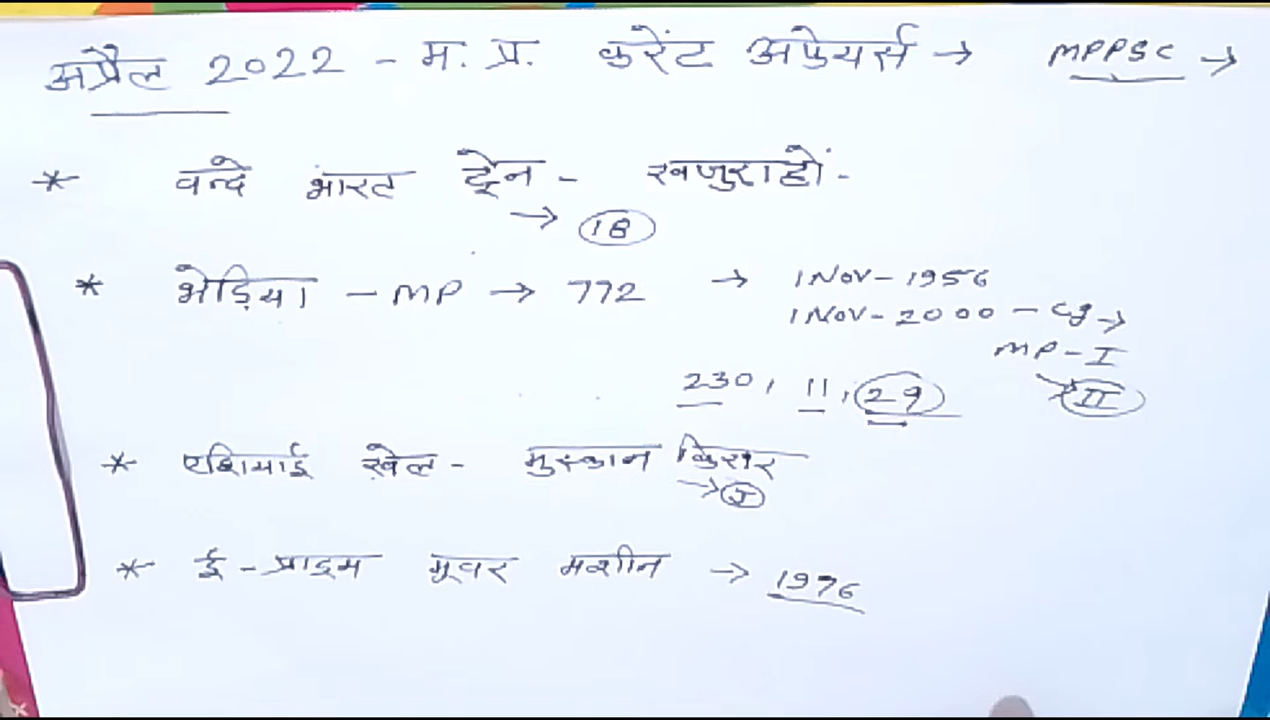 अप्रैल 2022 - म. प्र. करेंट अफेयर्स → MPPSC →
* वन्दे भारत ट्रेन - खजुराहों -
→ 18
* भेड़िया - MP → 772 → 1 Nov - 1956
1 Nov - 2000 - cg →
MP - I
230, 11, 29 → II
* एशियाई खेल - मुस्कान किरार
→ I
* ई - प्राइम मूवर मशीन → 1976